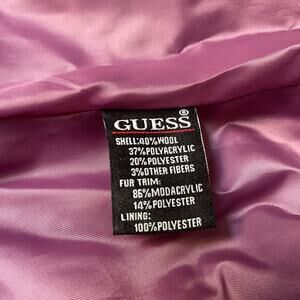 GUESS®
SHELL:40%WOOL
37%POLYACRYLIC
20%POLYESTER
3%OTHER FIBERS
FUR TRIM:
86%MODACRYLIC
14%POLYESTER
LINING:
100%POLYESTER